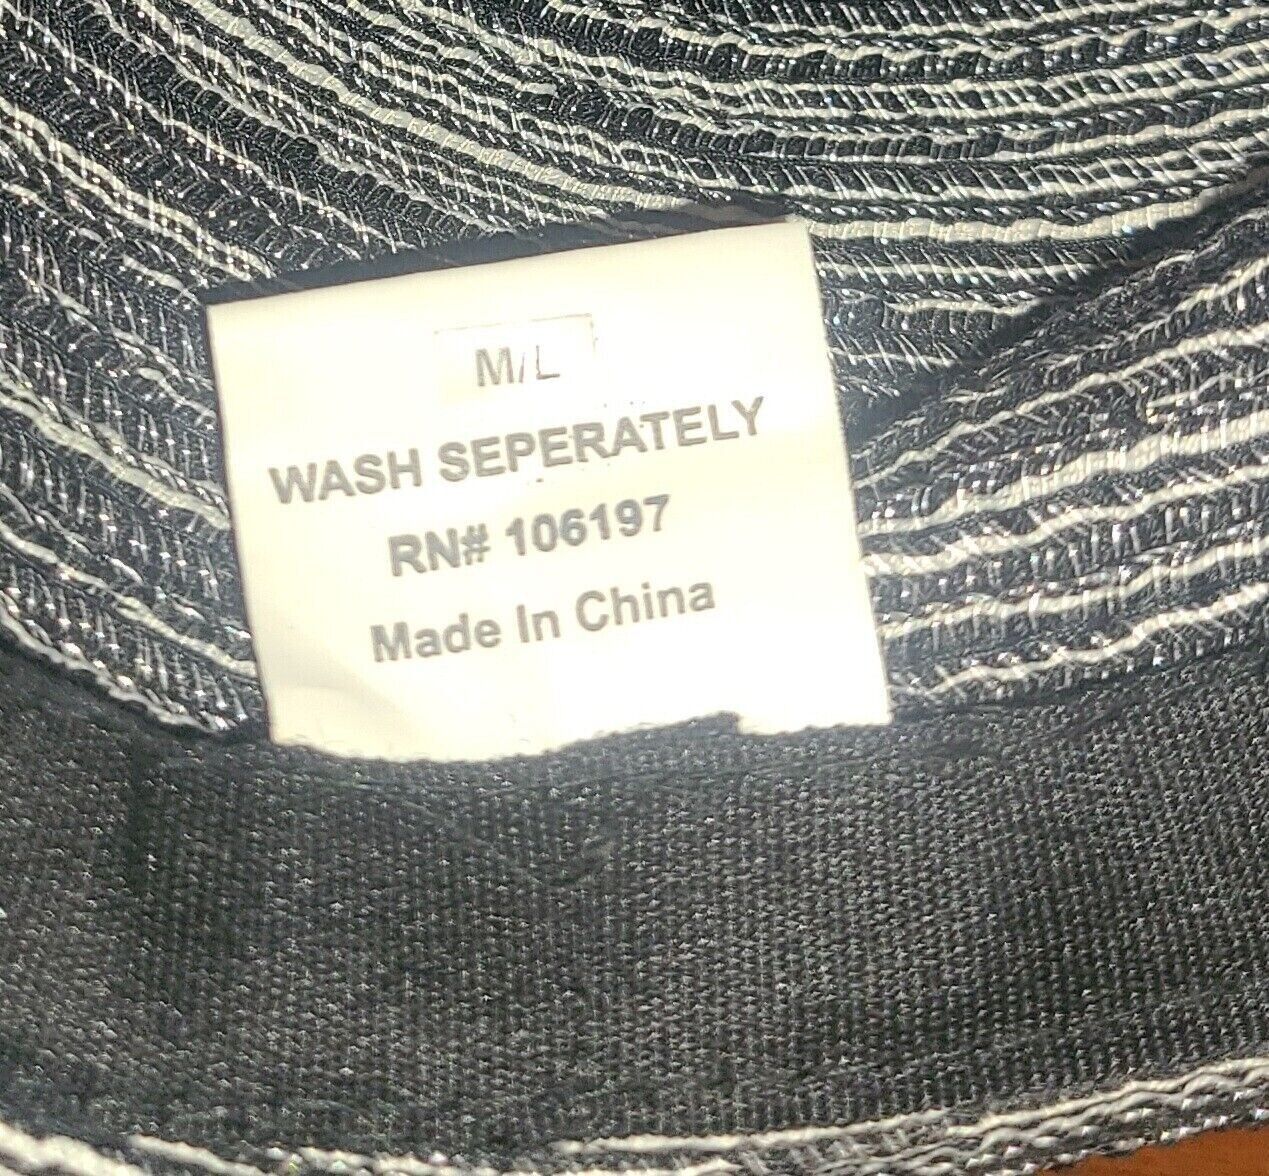 M/L
WASH SEPERATELY
RN# 106197
Made In China